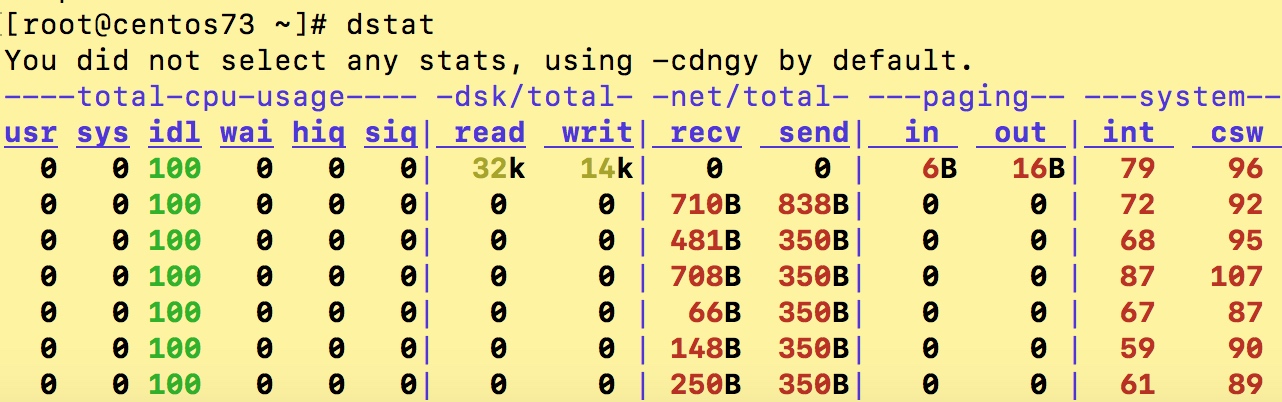 [root@centos73 ~]# dstat
You did not select any stats, using -cdngy by default.
----total-cpu-usage---- -dsk/total- -net/total- ---paging-- ---system--
usr sys idl wai hiq siq| read writ| recv send| in out | int csw
0 0 100 0 0 0| 32k 14k| 0 0 | 6B 16B| 79 96
0 0 100 0 0 0| 0 0 | 710B 838B| 0 0 | 72 92
0 0 100 0 0 0| 0 0 | 481B 350B| 0 0 | 68 95
0 0 100 0 0 0| 0 0 | 708B 350B| 0 0 | 87 107
0 0 100 0 0 0| 0 0 | 66B 350B| 0 0 | 67 87
0 0 100 0 0 0| 0 0 | 148B 350B| 0 0 | 59 90
0 0 100 0 0 0| 0 0 | 250B 350B| 0 0 | 61 89